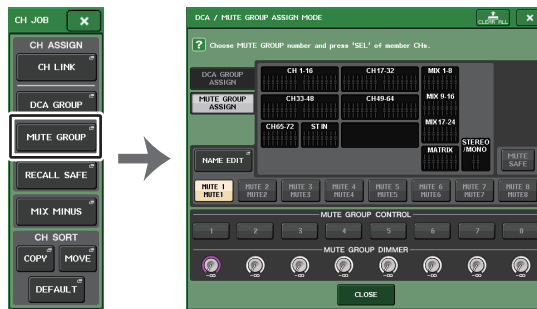 CH JOB
CH ASSIGN
CH LINK
DCA GROUP
MUTE GROUP
RECALL SAFE
MIX MINUS
CH SORT
COPY MOVE
DEFAULT
DCA / MUTE GROUP ASSIGN MODE
CLEAR ALL
? Choose MUTE GROUP number and press 'SEL' of member CHs.
DCA GROUP ASSIGN
MUTE GROUP ASSIGN
NAME EDIT
CH 1-16 CH17-32 MIX 1-8
CH33-48 CH49-64 MIX 9-16
CH65-72 ST IN MIX17-24
MATRIX STEREO /MONO
MUTE SAFE
MUTE 1 MUTE 2 MUTE 3 MUTE 4 MUTE 5 MUTE 6 MUTE 7 MUTE 8
MUTE1 MUTE2 MUTE3 MUTE4 MUTE5 MUTE6 MUTE7 MUTE8
MUTE GROUP CONTROL
1 2 3 4 5 6 7 8
MUTE GROUP DIMMER
-∞ -∞ -∞ -∞ -∞ -∞ -∞ -∞
CLOSE